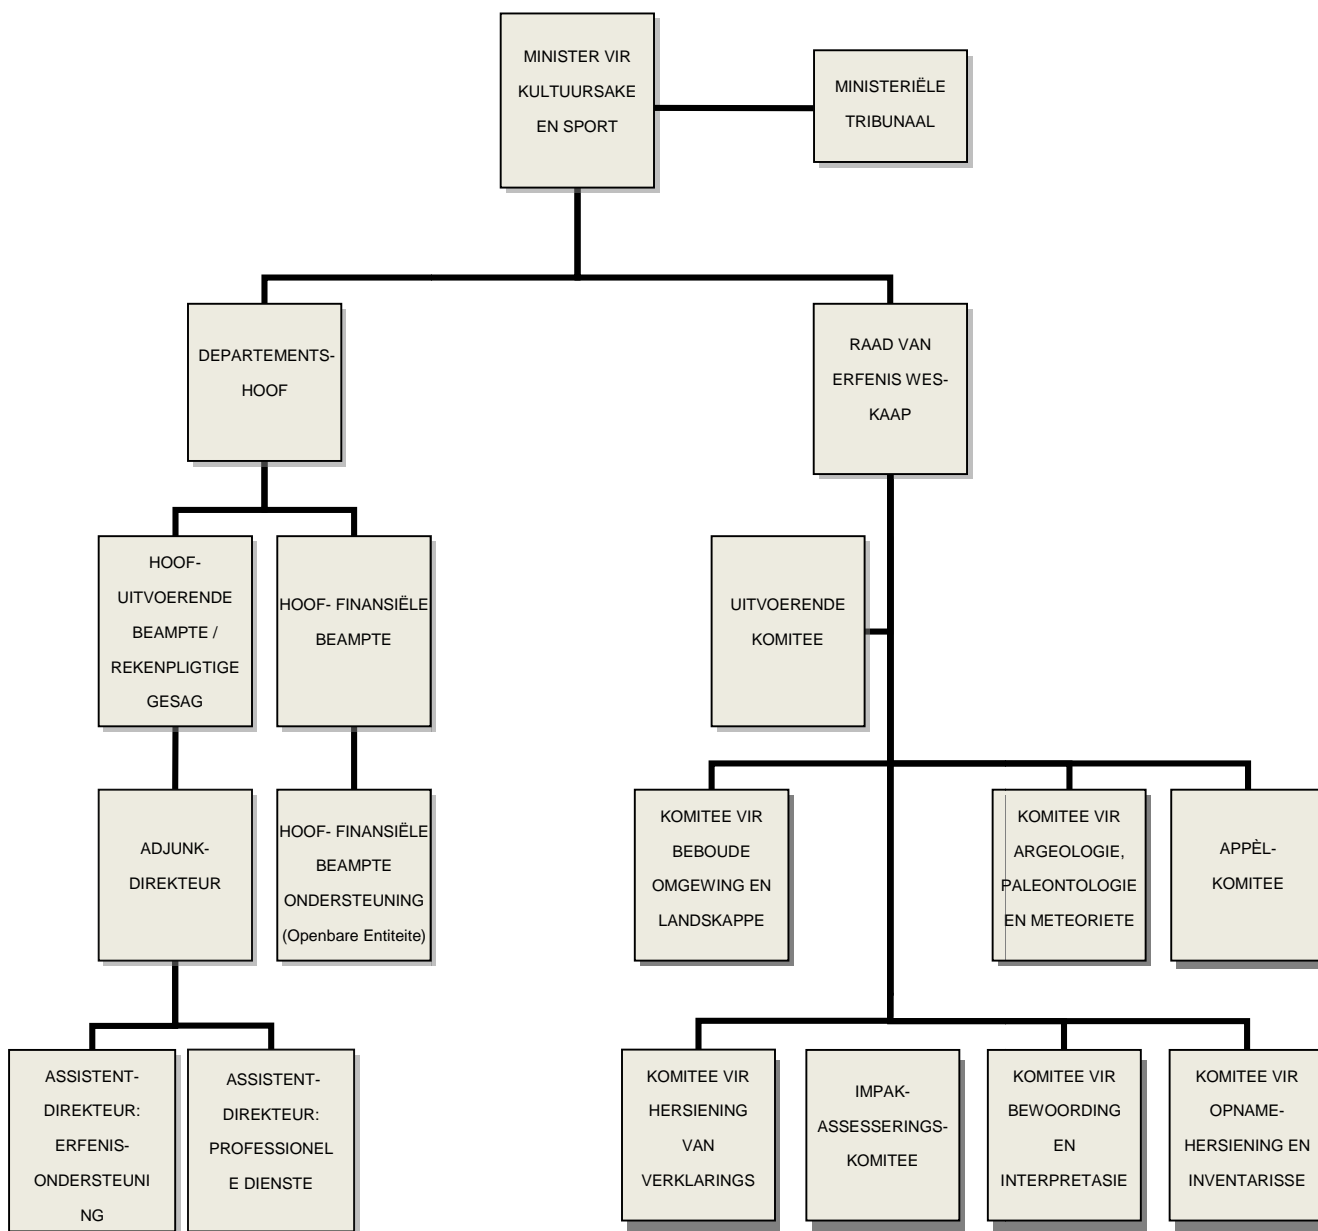 MINISTER VIR
KULTUURSAKE
EN SPORT
MINISTERIËLE
TRIBUNAAL
DEPARTEMENTS-
HOOF
RAAD VAN
ERFENIS WES-
KAAP
HOOF-
UITVOERENDE
BEAMPTE /
REKENPLIGTIGE
GESAG
HOOF- FINANSIËLE
BEAMPTE
UITVOERENDE
KOMITEE
ADJUNK-
DIREKTEUR
HOOF- FINANSIËLE
BEAMPTE
ONDERSTEUNING
(Openbare Entiteite)
KOMITEE VIR
BEBOUDE
OMGEWING EN
LANDSKAPPE
KOMITEE VIR
ARGEOLOGIE,
PALEONTOLOGIE
EN METEORIETE
APPÈL-
KOMITEE
ASSISTENT-
DIREKTEUR:
ERFENIS-
ONDERSTEUNI
NG
ASSISTENT-
DIREKTEUR:
PROFESSIONEL
E DIENSTE
KOMITEE VIR
HERSIENING
VAN
VERKLARINGS
IMPAK-
ASSESSERINGS-
KOMITEE
KOMITEE VIR
BEWOORDING
EN
INTERPRETASIE
KOMITEE VIR
OPNAME-
HERSIENING EN
INVENTARISSE